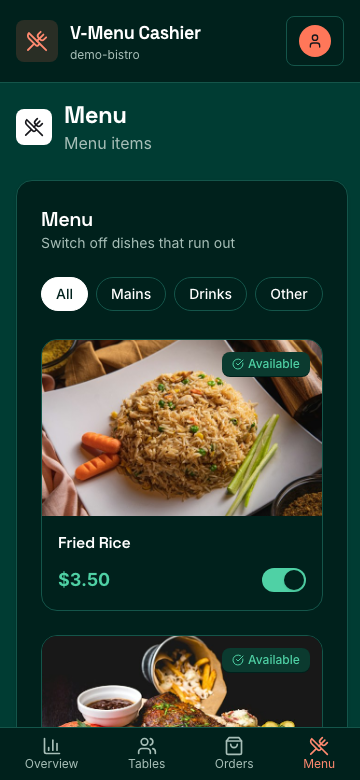 V-Menu Cashier
demo-bistro
Menu
Menu items
Menu
Switch off dishes that run out
All Mains Drinks Other
Available
Fried Rice
$3.50
Available
Overview Tables Orders Menu